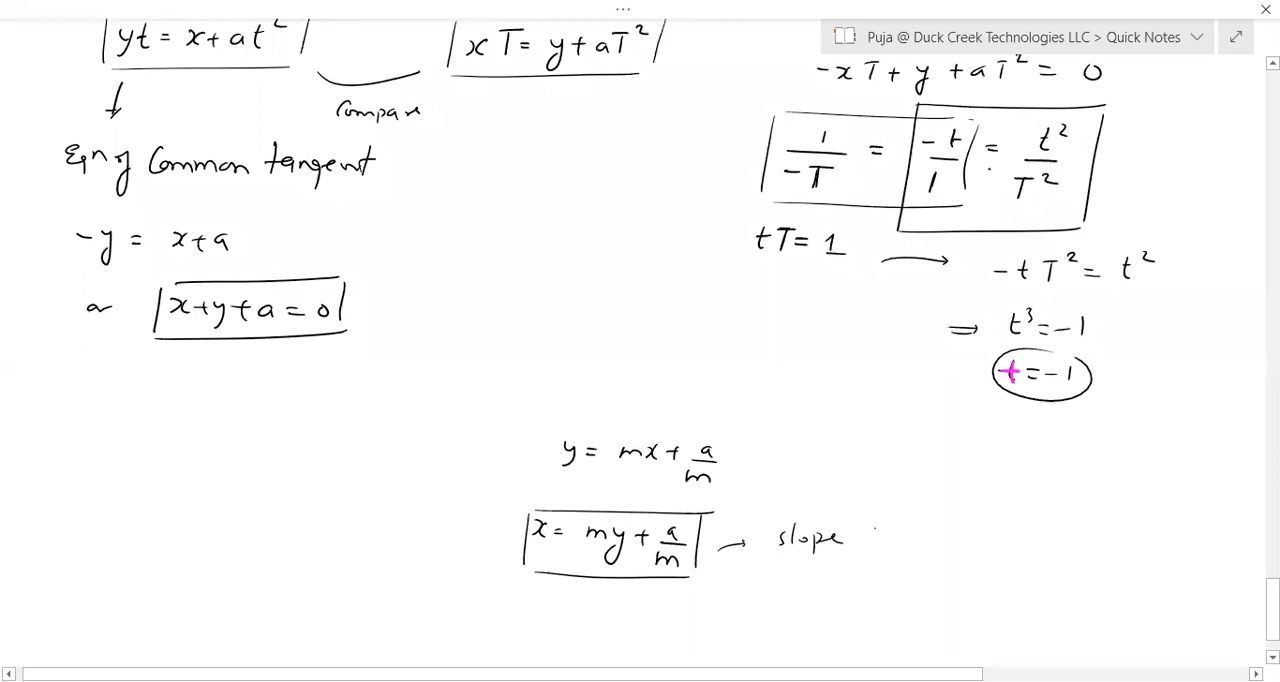 ...
Puja @ Duck Creek Technologies LLC > Quick Notes
yt = x + at²
xT = y + aT²
Compare
-xT + y + aT² = 0
1/-T = -t/1 = t²/T²
Eqn of Common tangent
-y = x + a
tT = 1 → -tT² = t²
or x + y + a = 0
⇒ t³ = -1
t = -1
y = mx + a/m
x = my + a/m → slope